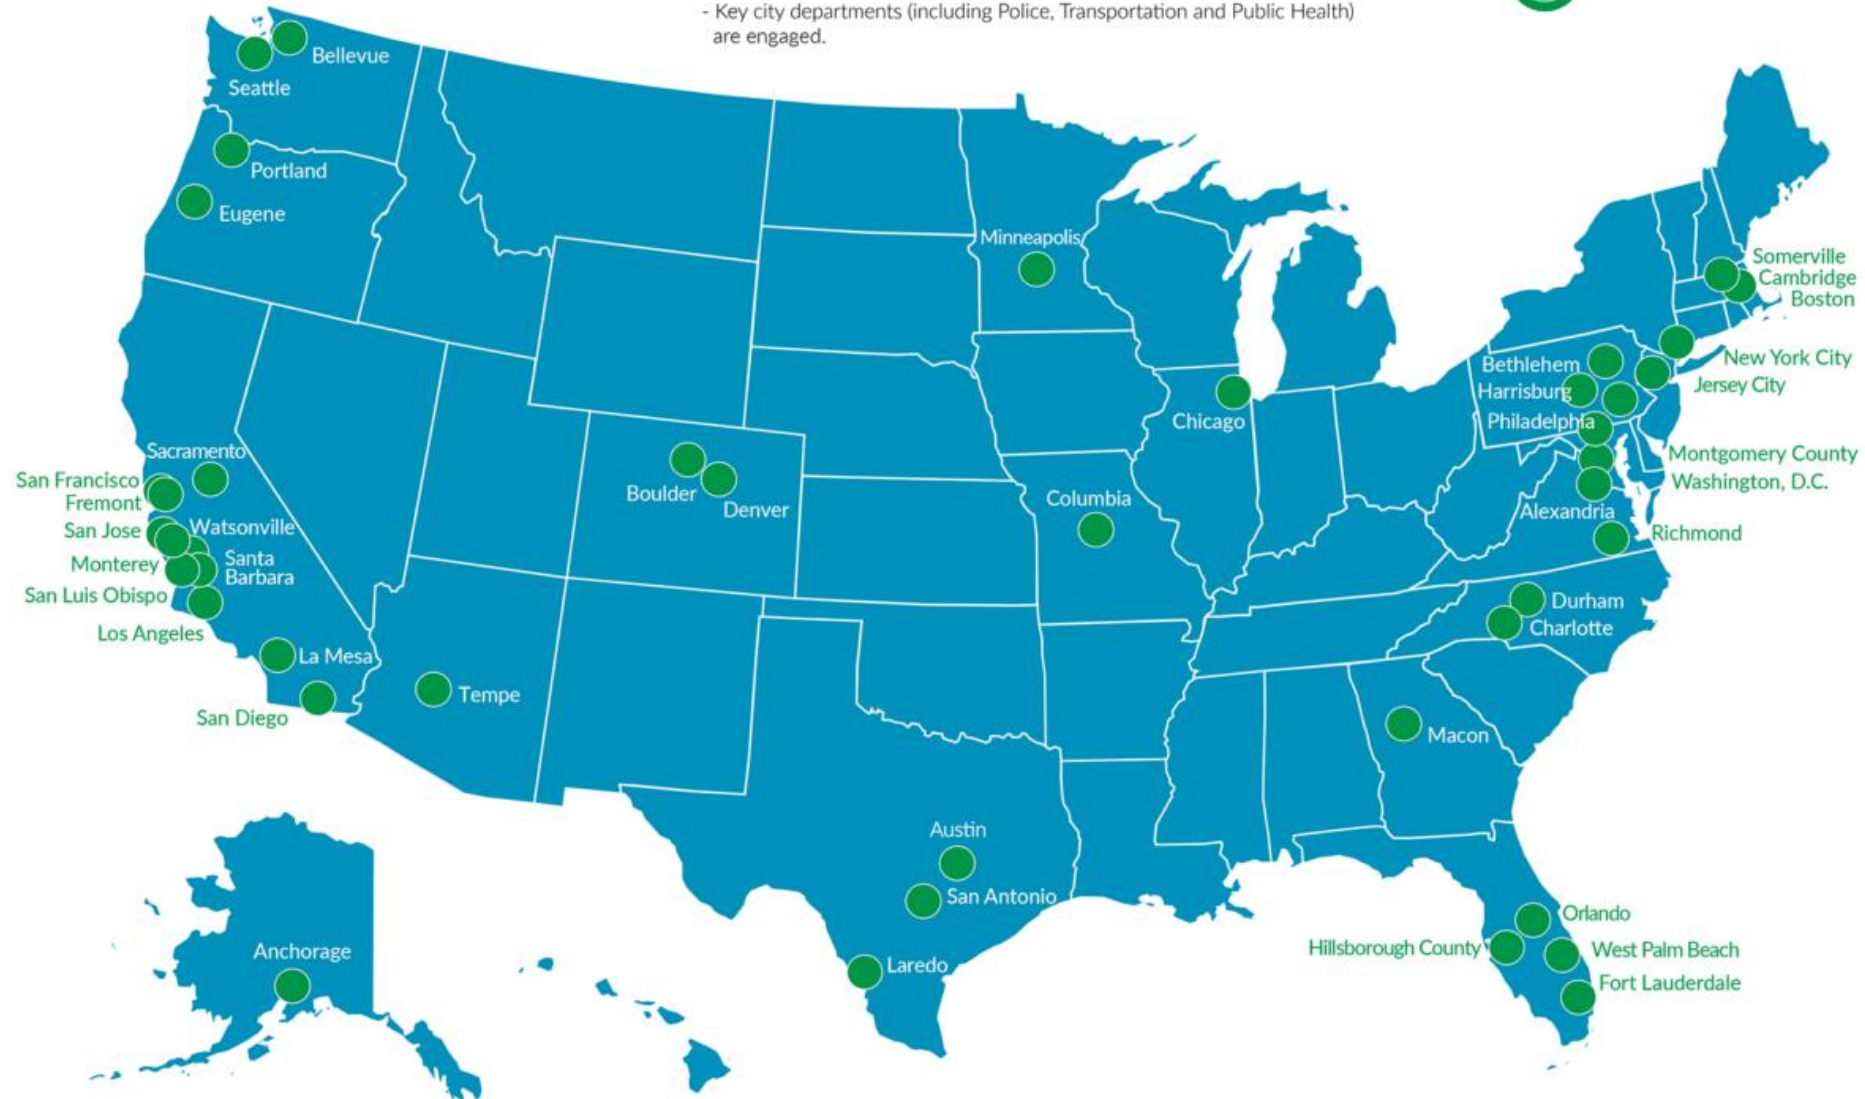 - Key city departments (including Police, Transportation and Public Health)
are engaged.
Bellevue
Seattle
Portland
Eugene
Minneapolis
Somerville
Cambridge
Boston
New York City
Jersey City
Bethlehem
Harrisburg
Philadelphia
Chicago
Montgomery County
Washington, D.C.
Alexandria
Richmond
Sacramento
San Francisco
Fremont
San Jose
Watsonville
Monterey
Santa
Barbara
San Luis Obispo
Los Angeles
La Mesa
San Diego
Boulder
Denver
Columbia
Durham
Charlotte
Tempe
Macon
Austin
San Antonio
Laredo
Orlando
Hillsborough County
West Palm Beach
Fort Lauderdale
Anchorage